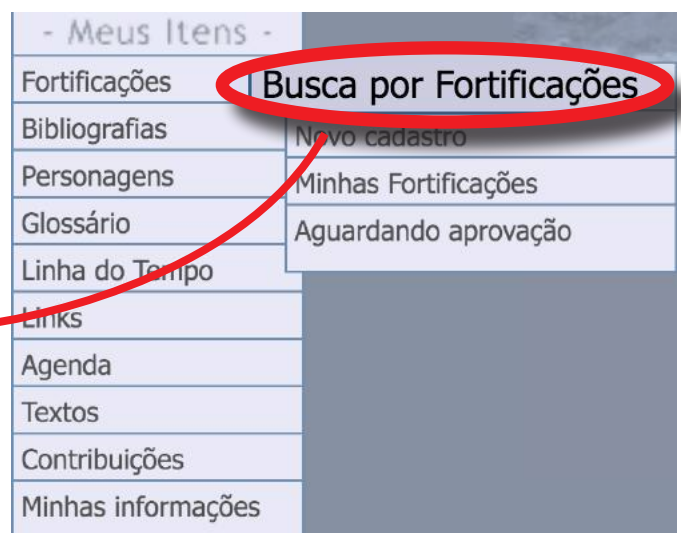 - Meus Itens -
Fortificações
Busca por Fortificações
Bibliografias
Novo cadastro
Personagens
Minhas Fortificações
Glossário
Aguardando aprovação
Linha do Tempo
Links
Agenda
Textos
Contribuições
Minhas informações